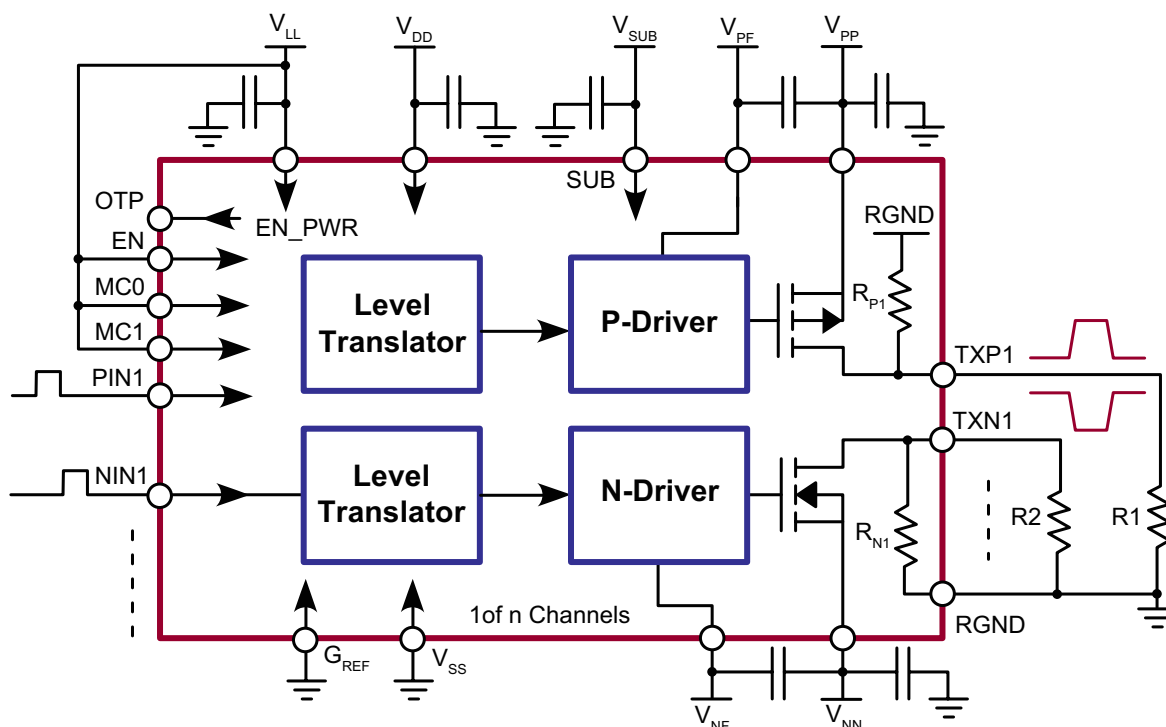 VLL
VDD
VSUB
VPF
VPP
SUB
OTP
EN_PWR
EN
MC0
MC1
PIN1
NIN1
RGND
RP1
Level
Translator
P-Driver
TXP1
TXN1
Level
Translator
N-Driver
RN1
R2
R1
1of n Channels
RGND
GREF
VSS
VNF
VNN